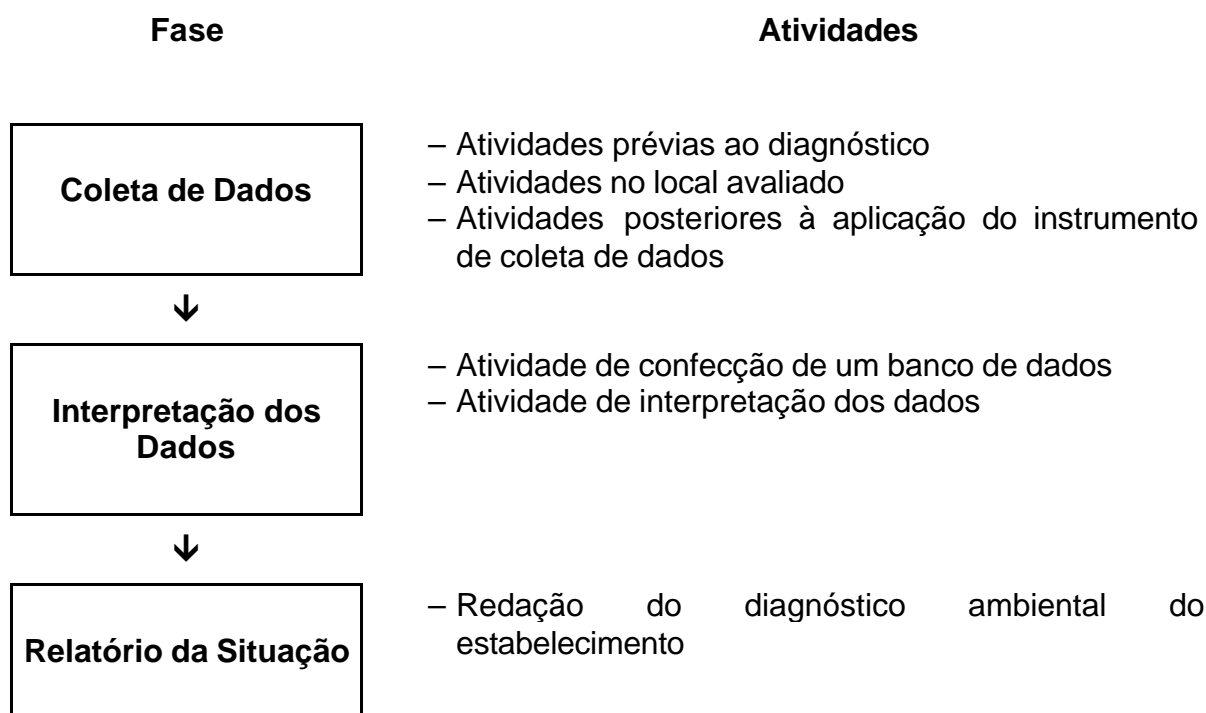 Fase
Atividades
Coleta de Dados
– Atividades prévias ao diagnóstico
– Atividades no local avaliado
– Atividades posteriores à aplicação do instrumento
de coleta de dados
Interpretação dos
Dados
– Atividade de confecção de um banco de dados
– Atividade de interpretação dos dados
Relatório da Situação
– Redação do diagnóstico ambiental do
estabelecimento